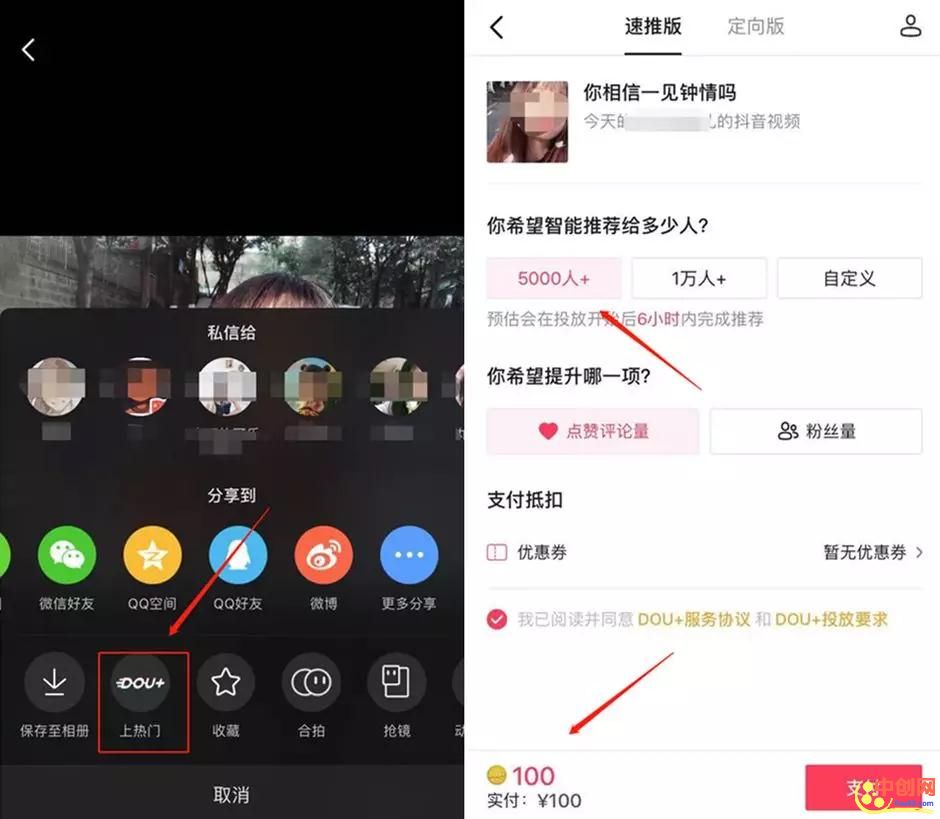 私信给
分享到
微信好友
QQ空间
QQ好友
微博
更多分享
DOU+
保存至相册
上热门
收藏
合拍
抢镜
取消
速推版
定向版
你相信一见钟情吗
今天的
的抖音视频
你希望智能推荐给多少人?
5000人+
1万人+
自定义
预估会在投放开始后6小时内完成推荐
你希望提升哪一项?
点赞评论量
粉丝量
支付抵扣
优惠券
暂无优惠券
我已阅读并同意 DOU+服务协议 和 DOU+投放要求
100
实付：¥100
支付
中创网